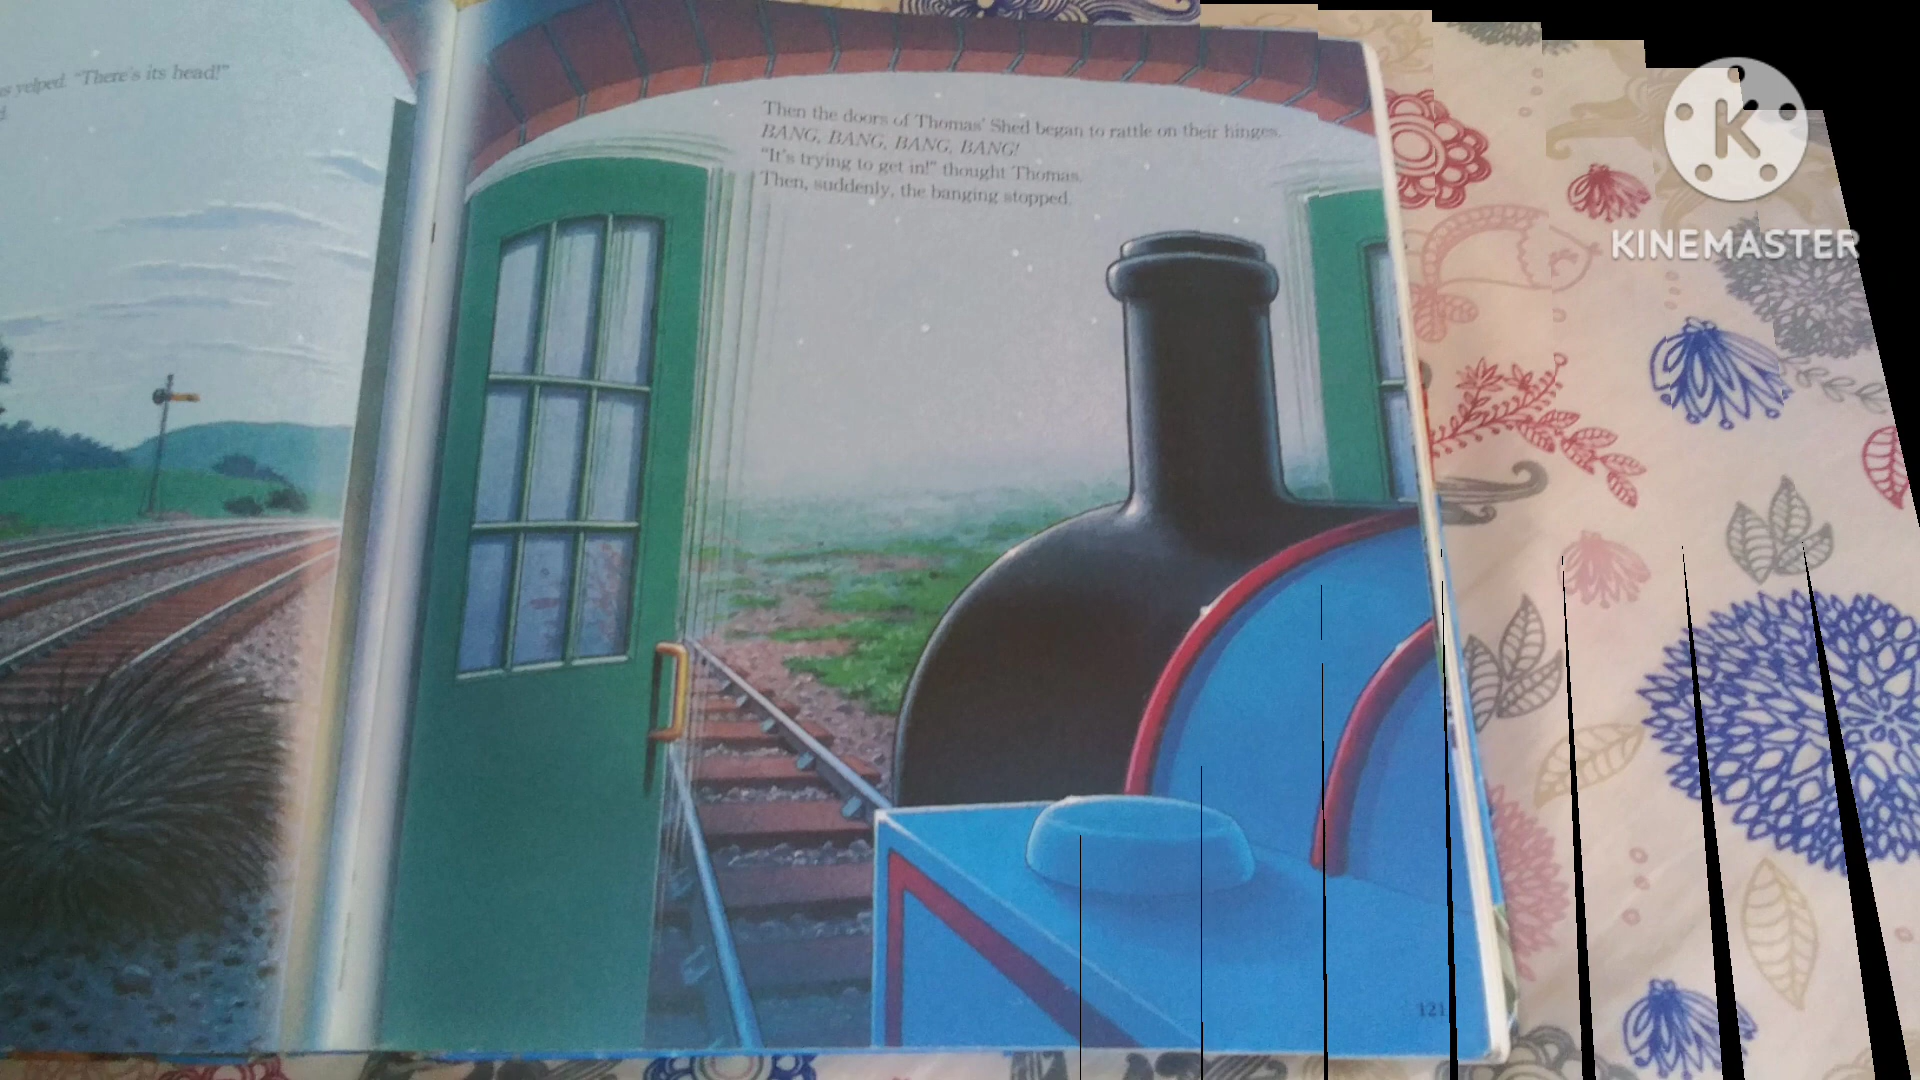 yelped. "There's its head!"
Then the doors of Thomas' Shed began to rattle on their hinges.
BANG, BANG, BANG, BANG!
"It's trying to get in!" thought Thomas.
Then, suddenly, the banging stopped.
121
KINEMASTER